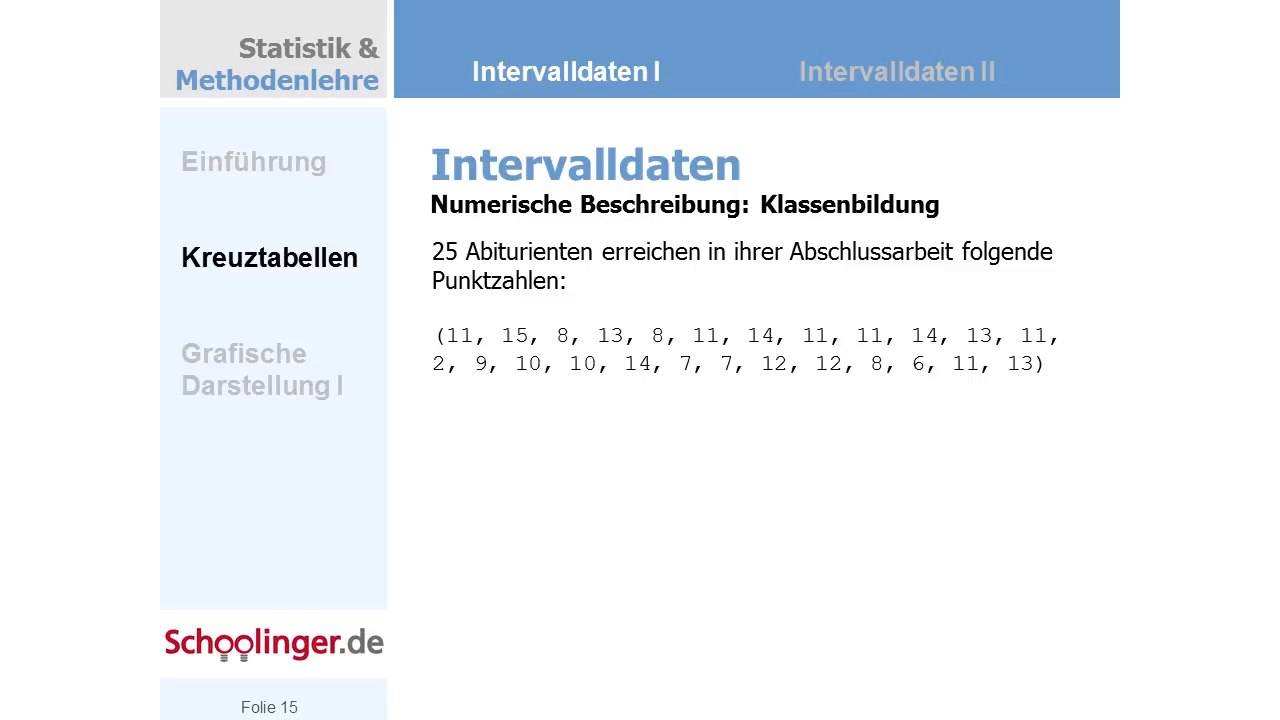 Statistik &
Methodenlehre
Intervalldaten I
Intervalldaten II
Einführung
Kreuztabellen
Grafische
Darstellung I
Intervalldaten
Numerische Beschreibung: Klassenbildung
25 Abiturienten erreichen in ihrer Abschlussarbeit folgende
Punktzahlen:
(11, 15, 8, 13, 8, 11, 14, 11, 11, 14, 13, 11,
2, 9, 10, 10, 14, 7, 7, 12, 12, 8, 6, 11, 13)
Schoolinger.de
Folie 15